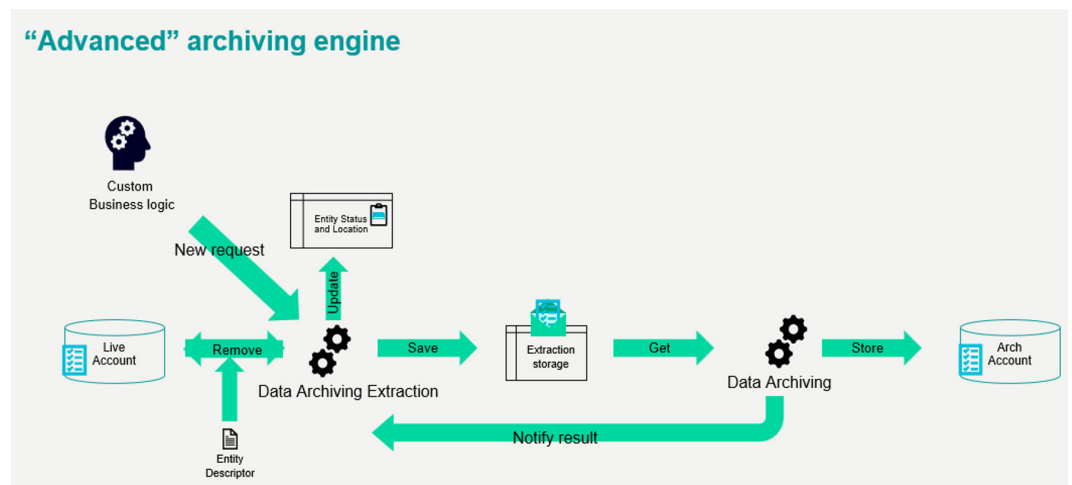 “Advanced” archiving engine
Custom
Business logic
New request
Entity Status
and Location
Update
Live
Account
Remove
Save
Extraction
storage
Get
Store
Arch
Account
Data Archiving Extraction
Data Archiving
Notify result
Entity
Descriptor